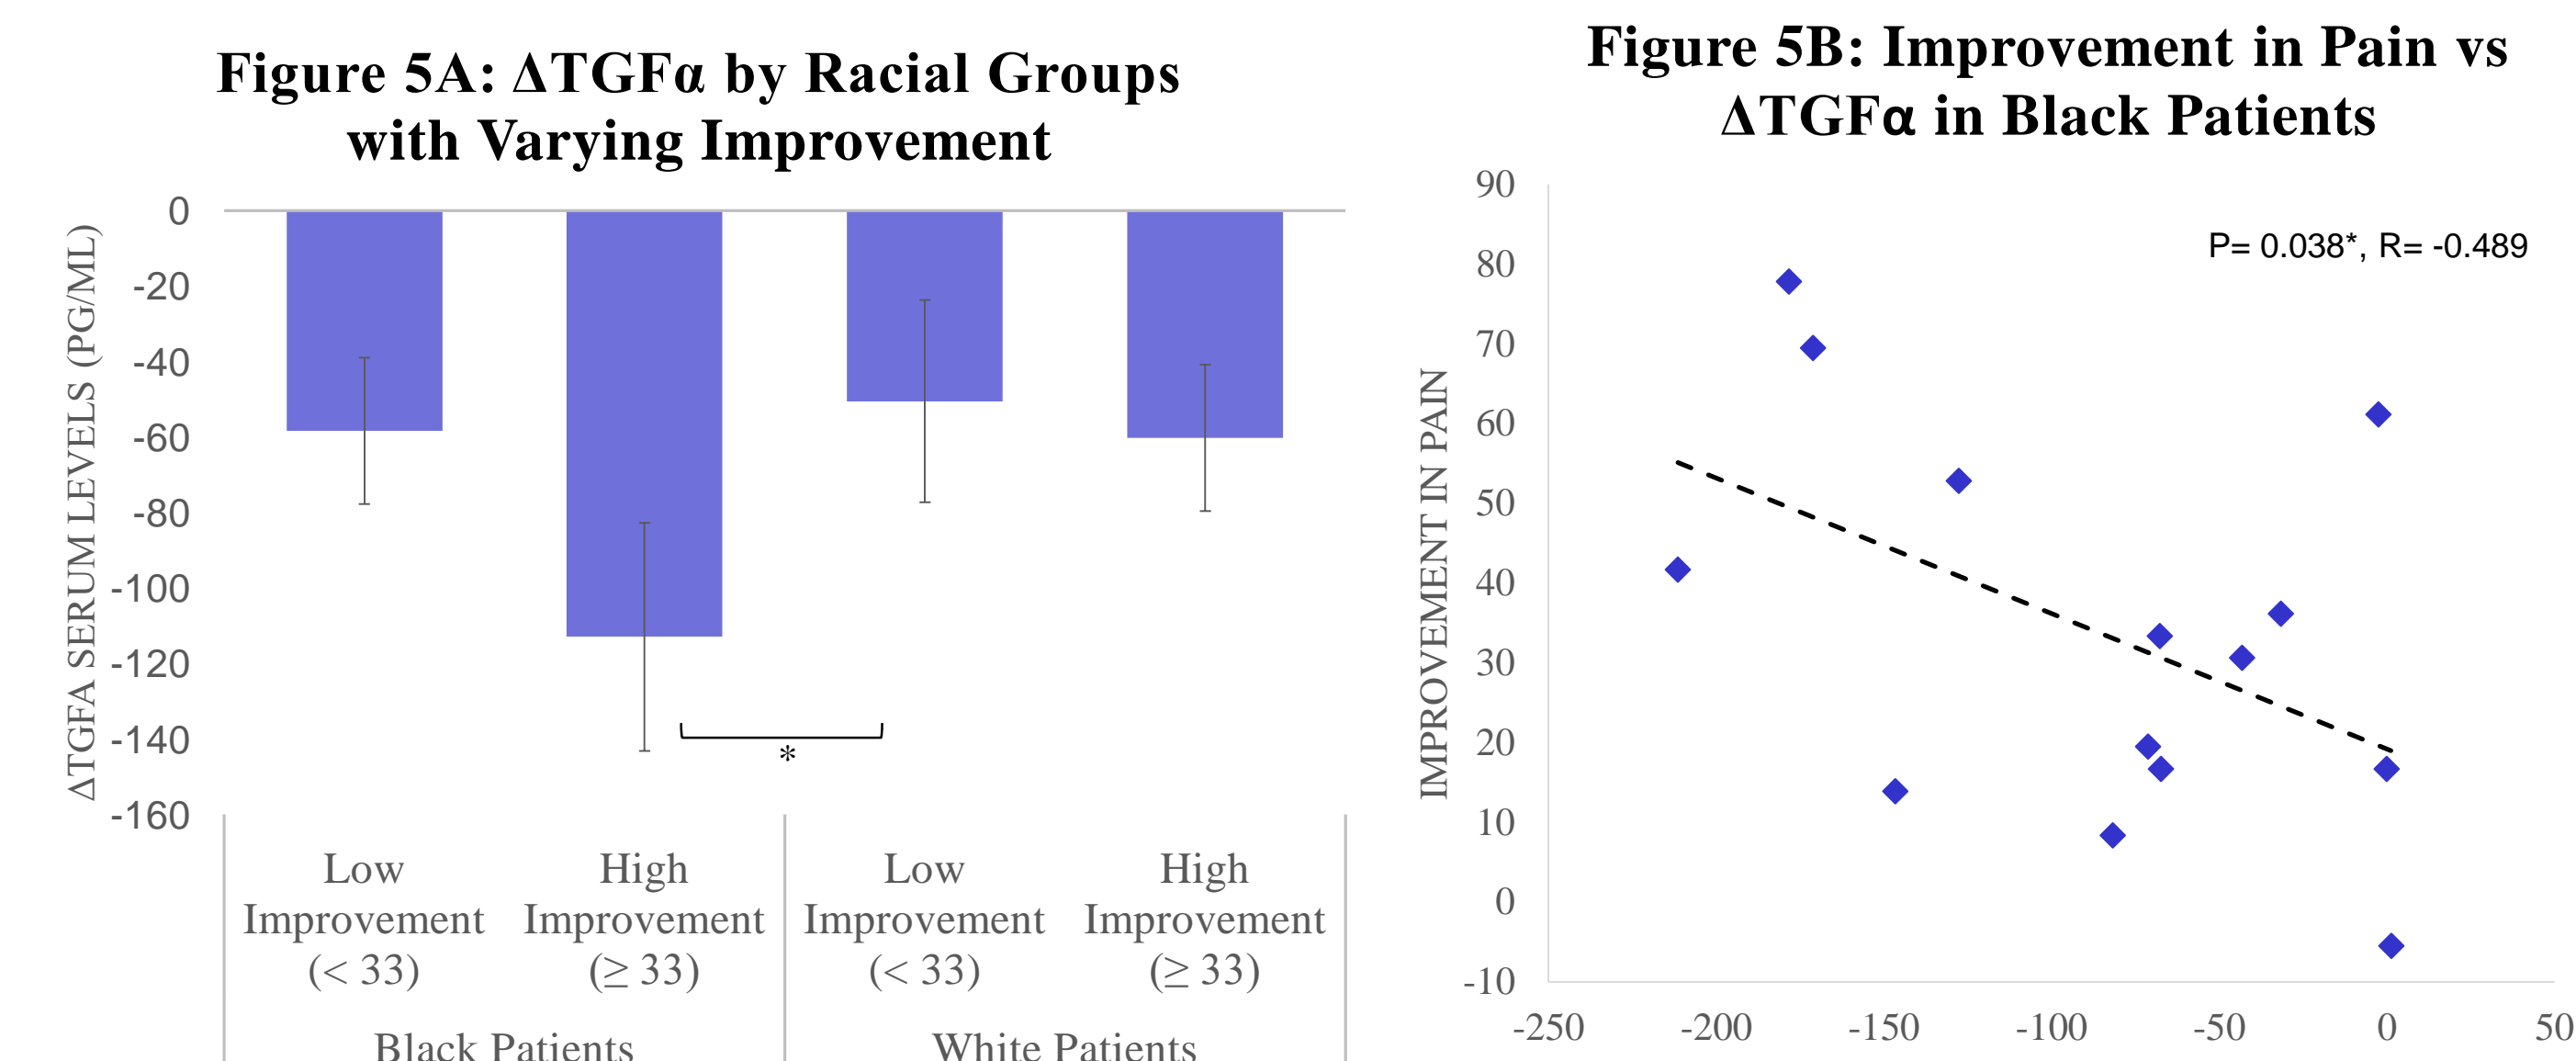 Figure 5A: ΔTGFα by Racial Groups
with Varying Improvement
ΔTGFA SERUM LEVELS (PG/ML)
0
-20
-40
-60
-80
-100
-120
-140
-160
*
Low
Improvement
(< 33)
High
Improvement
(≥ 33)
Low
Improvement
(< 33)
High
Improvement
(≥ 33)
Black Patients
White Patients
Figure 5B: Improvement in Pain vs
ΔTGFα in Black Patients
P= 0.038*, R= -0.489
IMPROVEMENT IN PAIN
90
80
70
60
50
40
30
20
10
0
-10
-250
-200
-150
-100
-50
0
50